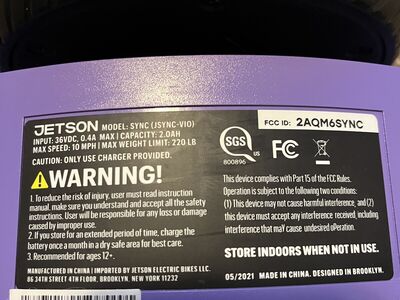 JETSON MODEL: SYNC (JSYNC-VIO)
INPUT: 36VDC, 0.4A MAX | CAPACITY: 2.0AH
MAX SPEED: 10 MPH | MAX WEIGHT LIMIT: 220 LB
CAUTION: ONLY USE CHARGER PROVIDED.
WARNING!
1. To reduce the risk of injury, user must read instruction
manual, make sure you understand and accept all the safety
instructions. User will be responsible for any loss or damage
caused by improper use.
2. If you store for an extended period of time, charge the
battery once a month in a dry safe area for best care.
3. Recommended for ages 12+.
MANUFACTURED IN CHINA | IMPORTED BY JETSON ELECTRIC BIKES LLC.
86 34TH STREET 4TH FLOOR, BROOKLYN, NEW YORK 11232
SGS
US
800896
FC
FCC ID: 2AQM6SYNC
This device complies with Part 15 of the FCC Rules.
Operation is subject to the following two conditions:
(1) This device may not cause harmful interference, and (2)
this device must accept any interference received, including
interference that may cause undesired operation.
STORE INDOORS WHEN NOT IN USE.
05/2021 MADE IN CHINA. DESIGNED IN BROOKLYN.